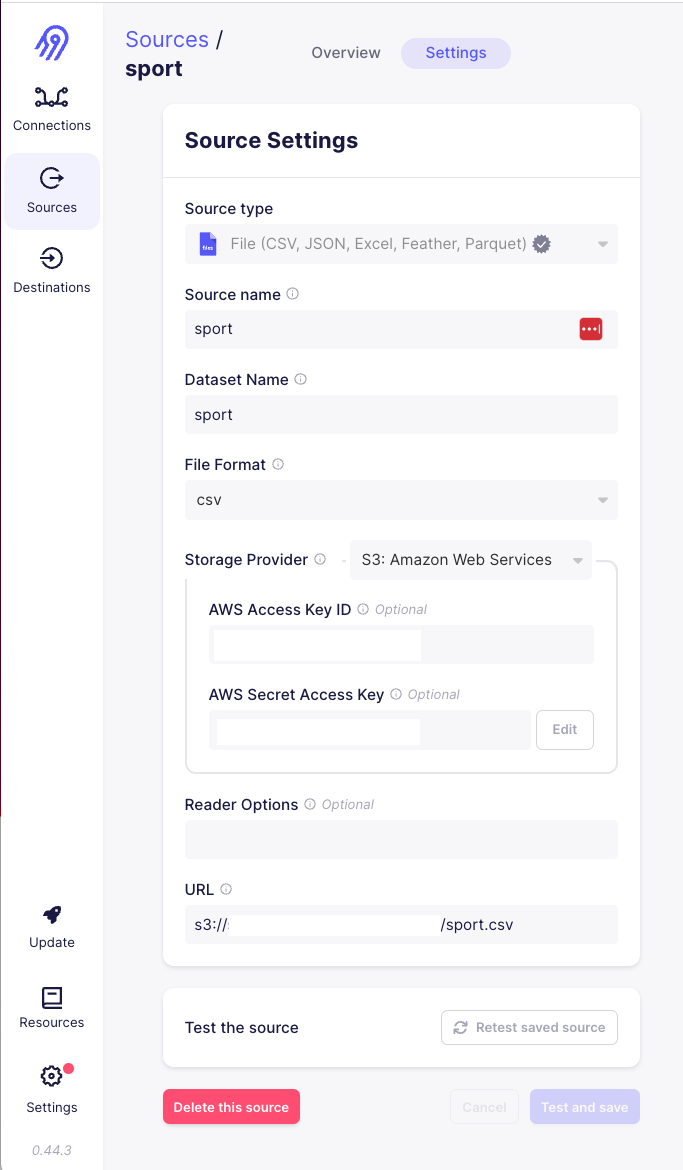 Sources /
sport
Overview
Settings
Connections
Sources
Destinations
Source Settings
Source type
files
File (CSV, JSON, Excel, Feather, Parquet)
Source name
sport
Dataset Name
sport
File Format
csv
Storage Provider
S3: Amazon Web Services
AWS Access Key ID Optional
AWS Secret Access Key Optional
Edit
Reader Options Optional
URL
s3:// /sport.csv
Test the source
Retest saved source
Delete this source
Cancel
Test and save
Update
Resources
Settings
0.44.3